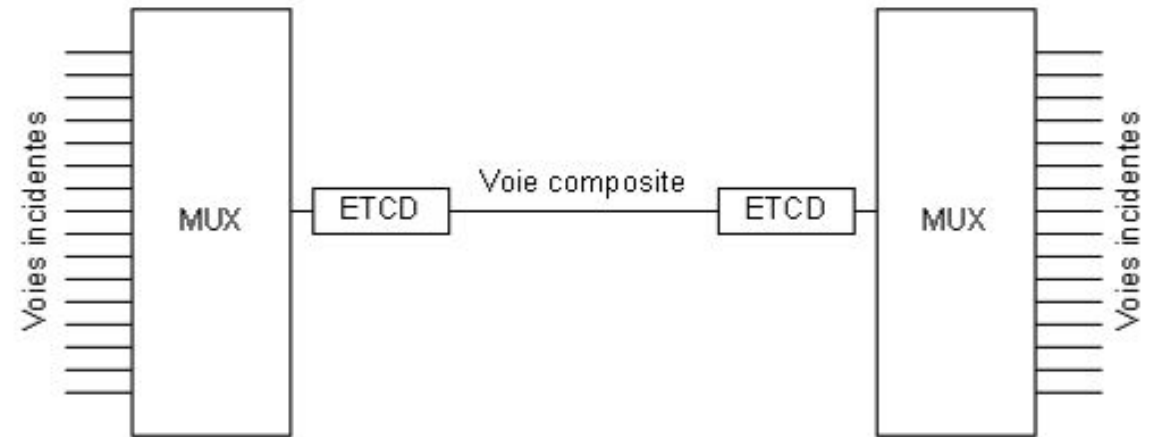 Voies incidentes
MUX
ETCD
Voie composite
ETCD
MUX
Voies incidentes